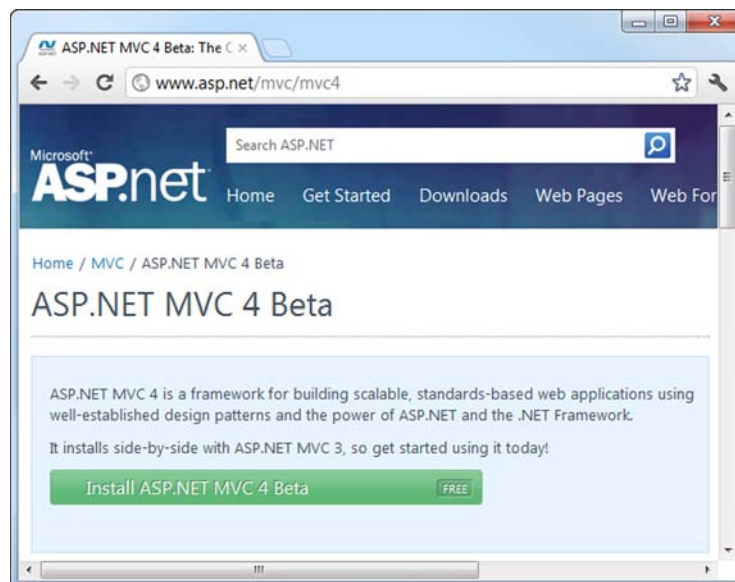 ASP.NET MVC 4 Beta: The C
www.asp.net/mvc/mvc4
Search ASP.NET
Microsoft
ASP.net
Home Get Started Downloads Web Pages Web For
Home / MVC / ASP.NET MVC 4 Beta
ASP.NET MVC 4 Beta
ASP.NET MVC 4 is a framework for building scalable, standards-based web applications using
well-established design patterns and the power of ASP.NET and the .NET Framework.
It installs side-by-side with ASP.NET MVC 3, so get started using it today!
Install ASP.NET MVC 4 Beta FREE